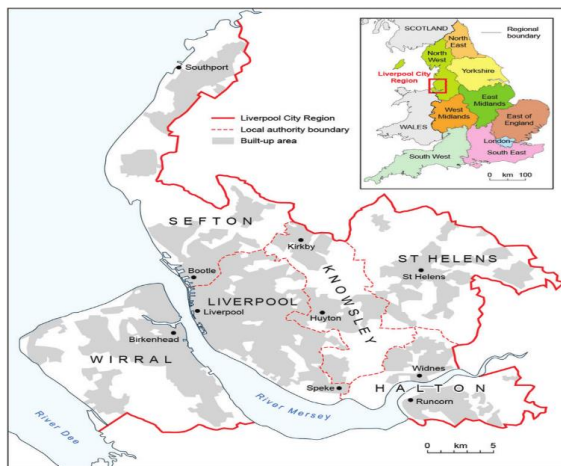 SCOTLAND
Regional
boundary
North
East
North
West
Liverpool City
Region
Yorkshire
East
Midlands
West
Midlands
WALES
East of
England
London
South East
South West
0 km 100
Southport
Liverpool City Region
Local authority boundary
Built-up area
SEFTON
Kirkby
ST HELENS
St Helens
KNOWSLEY
Bootle
LIVERPOOL
Liverpool
Huyton
Birkenhead
WIRRAL
Widnes
Speke
HALTON
Runcorn
River Mersey
River Dee
0 km 5